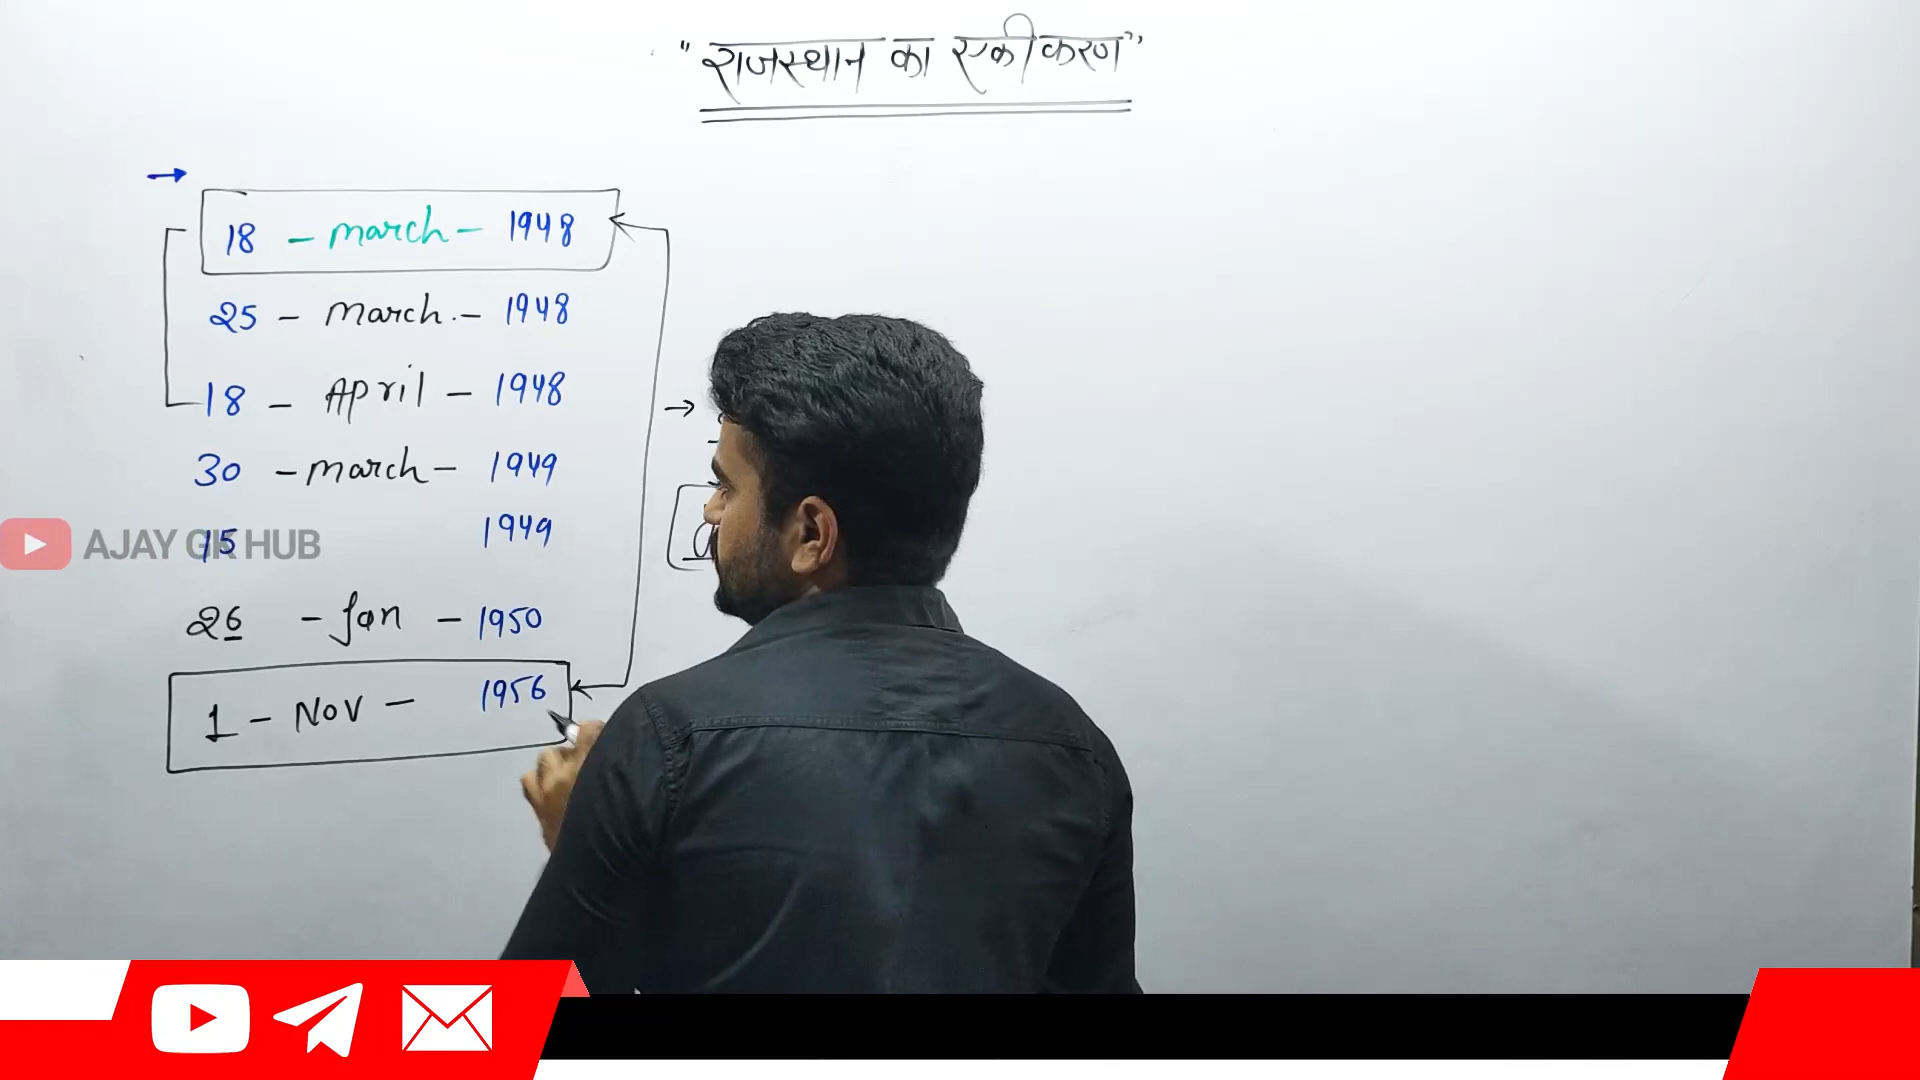 "राजस्थान का एकीकरण"
18 - march - 1948
25 - march - 1948
18 - April - 1948
30 - march - 1949
15 1949
26 - Jan - 1950
1 - Nov - 1956
AJAY GK HUB